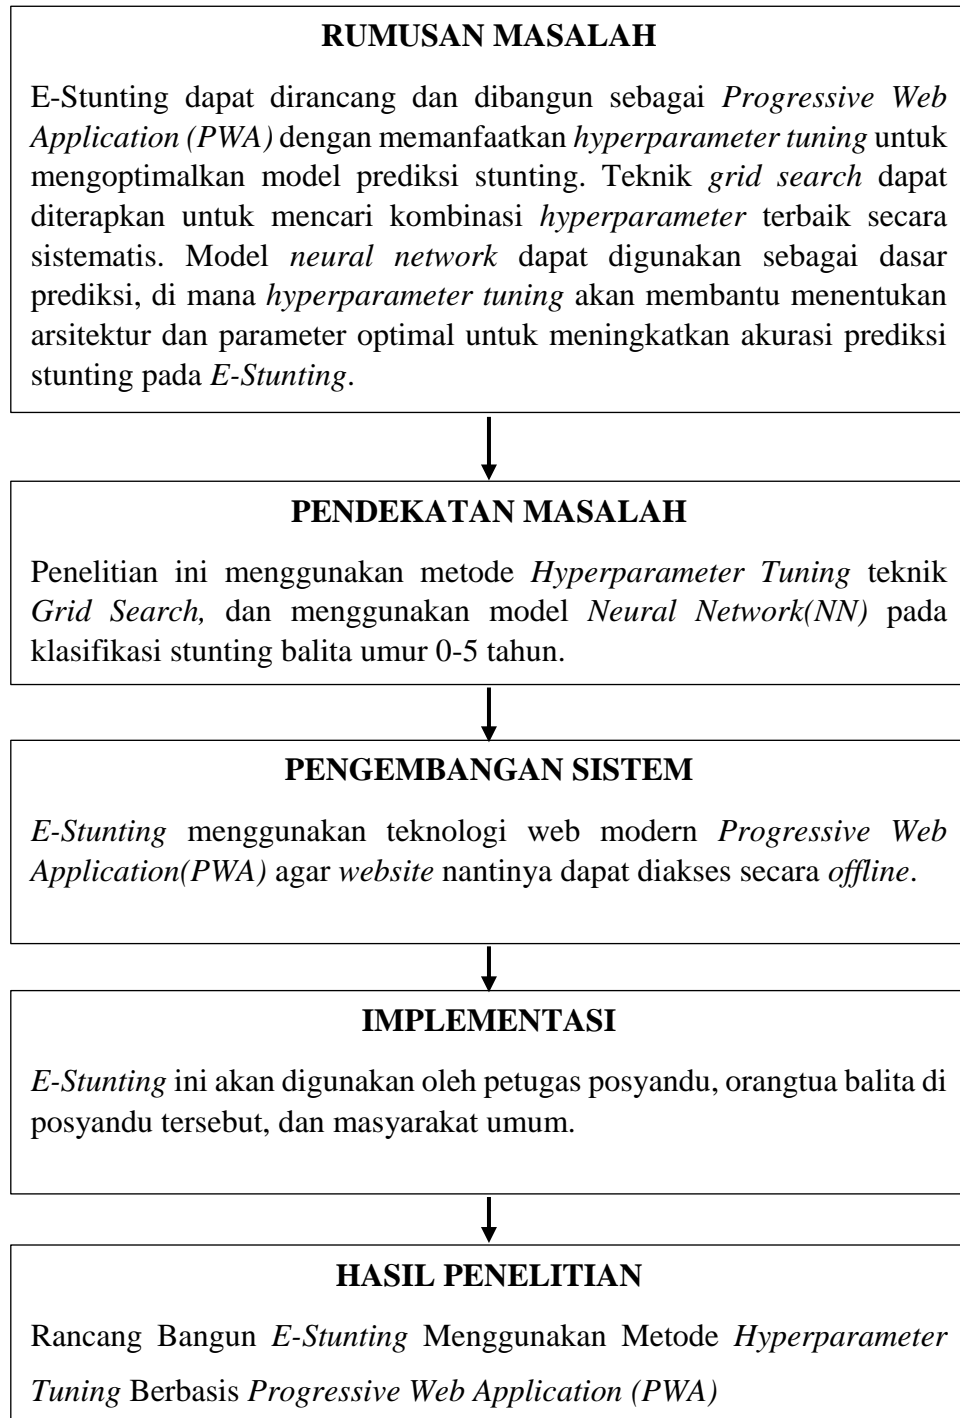 RUMUSAN MASALAH
E-Stunting dapat dirancang dan dibangun sebagai Progressive Web
Application (PWA) dengan memanfaatkan hyperparameter tuning untuk
mengoptimalkan model prediksi stunting. Teknik grid search dapat
diterapkan untuk mencari kombinasi hyperparameter terbaik secara
sistematis. Model neural network dapat digunakan sebagai dasar
prediksi, di mana hyperparameter tuning akan membantu menentukan
arsitektur dan parameter optimal untuk meningkatkan akurasi prediksi
stunting pada E-Stunting.
PENDEKATAN MASALAH
Penelitian ini menggunakan metode Hyperparameter Tuning teknik
Grid Search, dan menggunakan model Neural Network(NN) pada
klasifikasi stunting balita umur 0-5 tahun.
PENGEMBANGAN SISTEM
E-Stunting menggunakan teknologi web modern Progressive Web
Application(PWA) agar website nantinya dapat diakses secara offline.
IMPLEMENTASI
E-Stunting ini akan digunakan oleh petugas posyandu, orangtua balita di
posyandu tersebut, dan masyarakat umum.
HASIL PENELITIAN
Rancang Bangun E-Stunting Menggunakan Metode Hyperparameter
Tuning Berbasis Progressive Web Application (PWA)